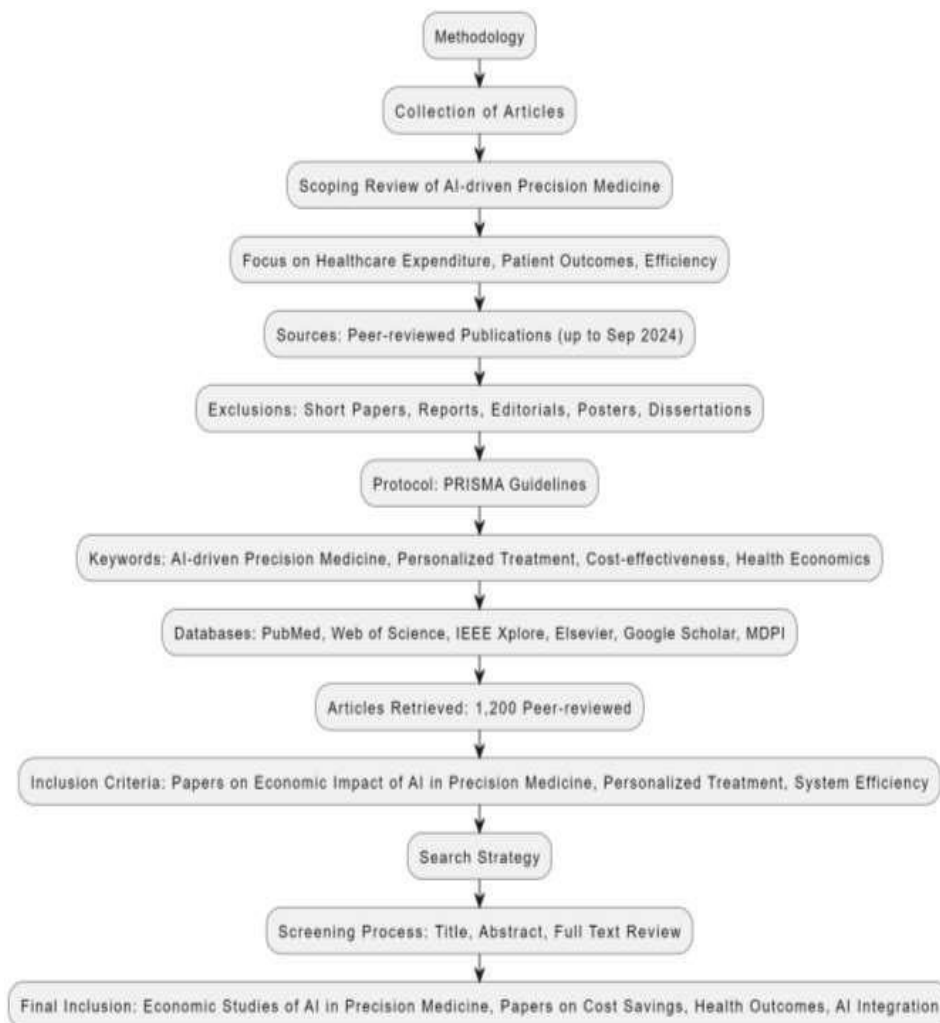 Methodology
Collection of Articles
Scoping Review of AI-driven Precision Medicine
Focus on Healthcare Expenditure, Patient Outcomes, Efficiency
Sources: Peer-reviewed Publications (up to Sep 2024)
Exclusions: Short Papers, Reports, Editorials, Posters, Dissertations
Protocol: PRISMA Guidelines
Keywords: AI-driven Precision Medicine, Personalized Treatment, Cost-effectiveness, Health Economics
Databases: PubMed, Web of Science, IEEE Xplore, Elsevier, Google Scholar, MDPI
Articles Retrieved: 1,200 Peer-reviewed
Inclusion Criteria: Papers on Economic Impact of AI in Precision Medicine, Personalized Treatment, System Efficiency
Search Strategy
Screening Process: Title, Abstract, Full Text Review
Final Inclusion: Economic Studies of AI in Precision Medicine, Papers on Cost Savings, Health Outcomes, AI Integration